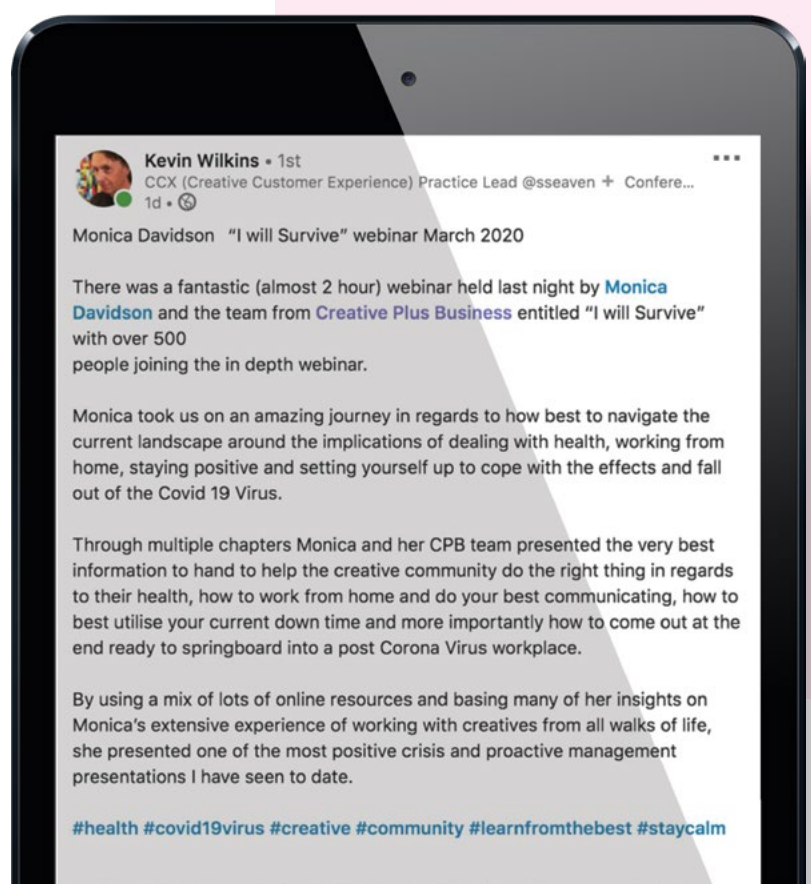 Kevin Wilkins • 1st
CCX (Creative Customer Experience) Practice Lead @sseaven + Confere...
1d •
Monica Davidson "I will Survive" webinar March 2020
There was a fantastic (almost 2 hour) webinar held last night by Monica
Davidson and the team from Creative Plus Business entitled "I will Survive"
with over 500
people joining the in depth webinar.
Monica took us on an amazing journey in regards to how best to navigate the
current landscape around the implications of dealing with health, working from
home, staying positive and setting yourself up to cope with the effects and fall
out of the Covid 19 Virus.
Through multiple chapters Monica and her CPB team presented the very best
information to hand to help the creative community do the right thing in regards
to their health, how to work from home and do your best communicating, how to
best utilise your current down time and more importantly how to come out at the
end ready to springboard into a post Corona Virus workplace.
By using a mix of lots of online resources and basing many of her insights on
Monica's extensive experience of working with creatives from all walks of life,
she presented one of the most positive crisis and proactive management
presentations I have seen to date.
#health #covid19virus #creative #community #learnfromthebest #staycalm